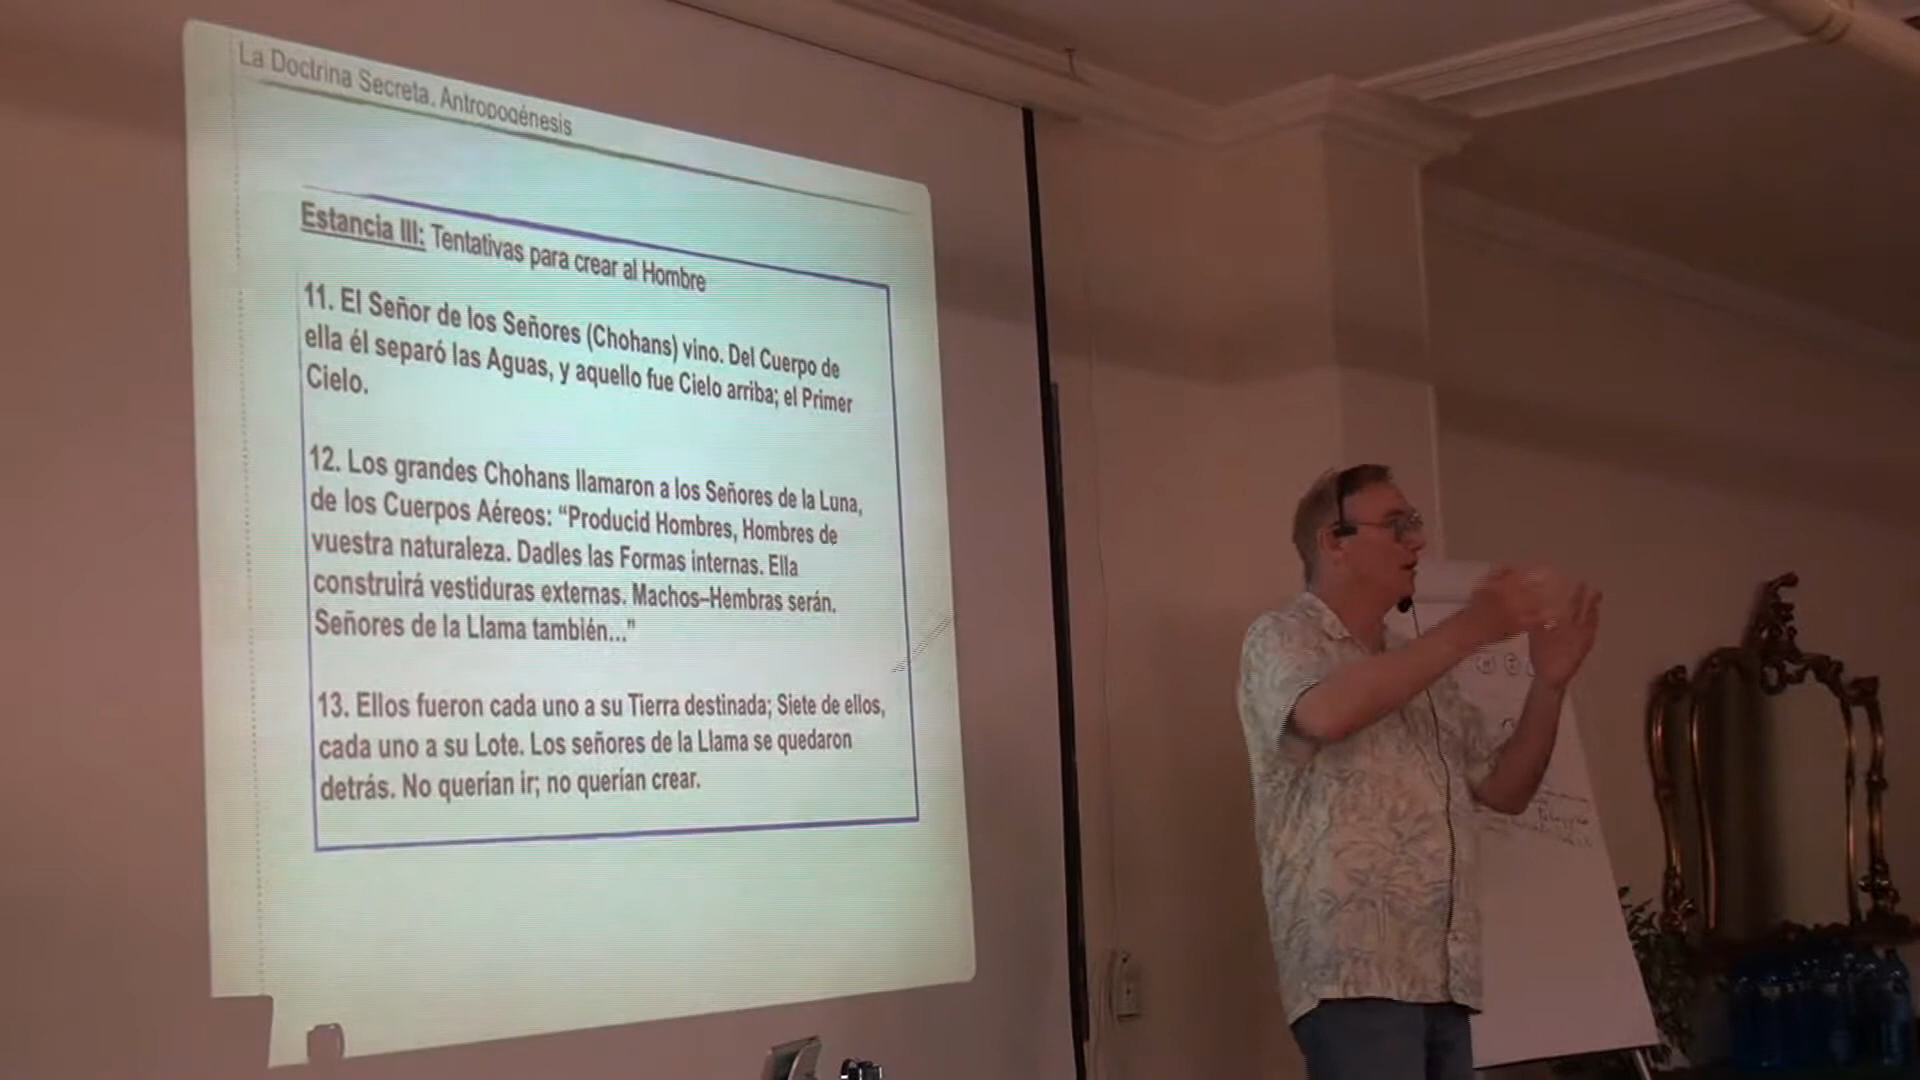 La Doctrina Secreta. Antropogénesis
Estancia III: Tentativas para crear al Hombre
11. El Señor de los Señores (Chohans) vino. Del Cuerpo de
ella él separó las Aguas, y aquello fue Cielo arriba; el Primer
Cielo.
12. Los grandes Chohans llamaron a los Señores de la Luna,
de los Cuerpos Aéreos: “Producid Hombres, Hombres de
vuestra naturaleza. Dadles las Formas internas. Ella
construirá vestiduras externas. Machos–Hembras serán.
Señores de la Llama también...”
13. Ellos fueron cada uno a su Tierra destinada; Siete de ellos,
cada uno a su Lote. Los señores de la Llama se quedaron
detrás. No querían ir; no querían crear.